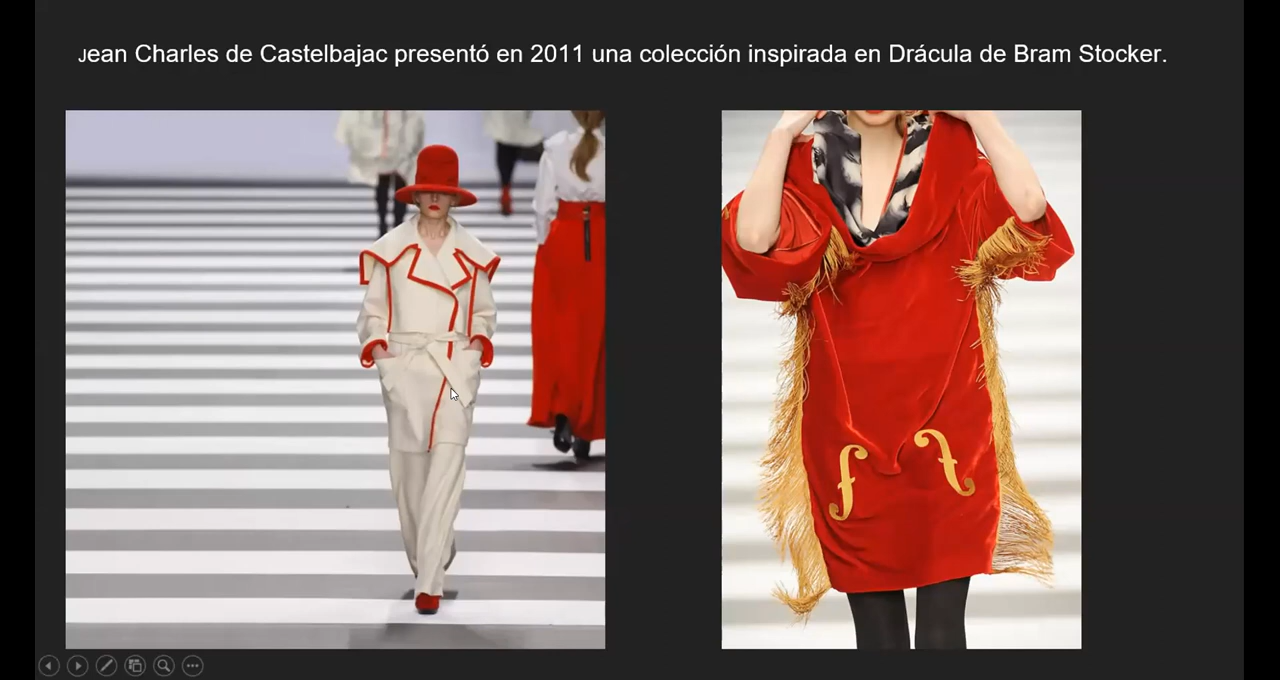 Jean Charles de Castelbajac presentó en 2011 una colección inspirada en Drácula de Bram Stocker.